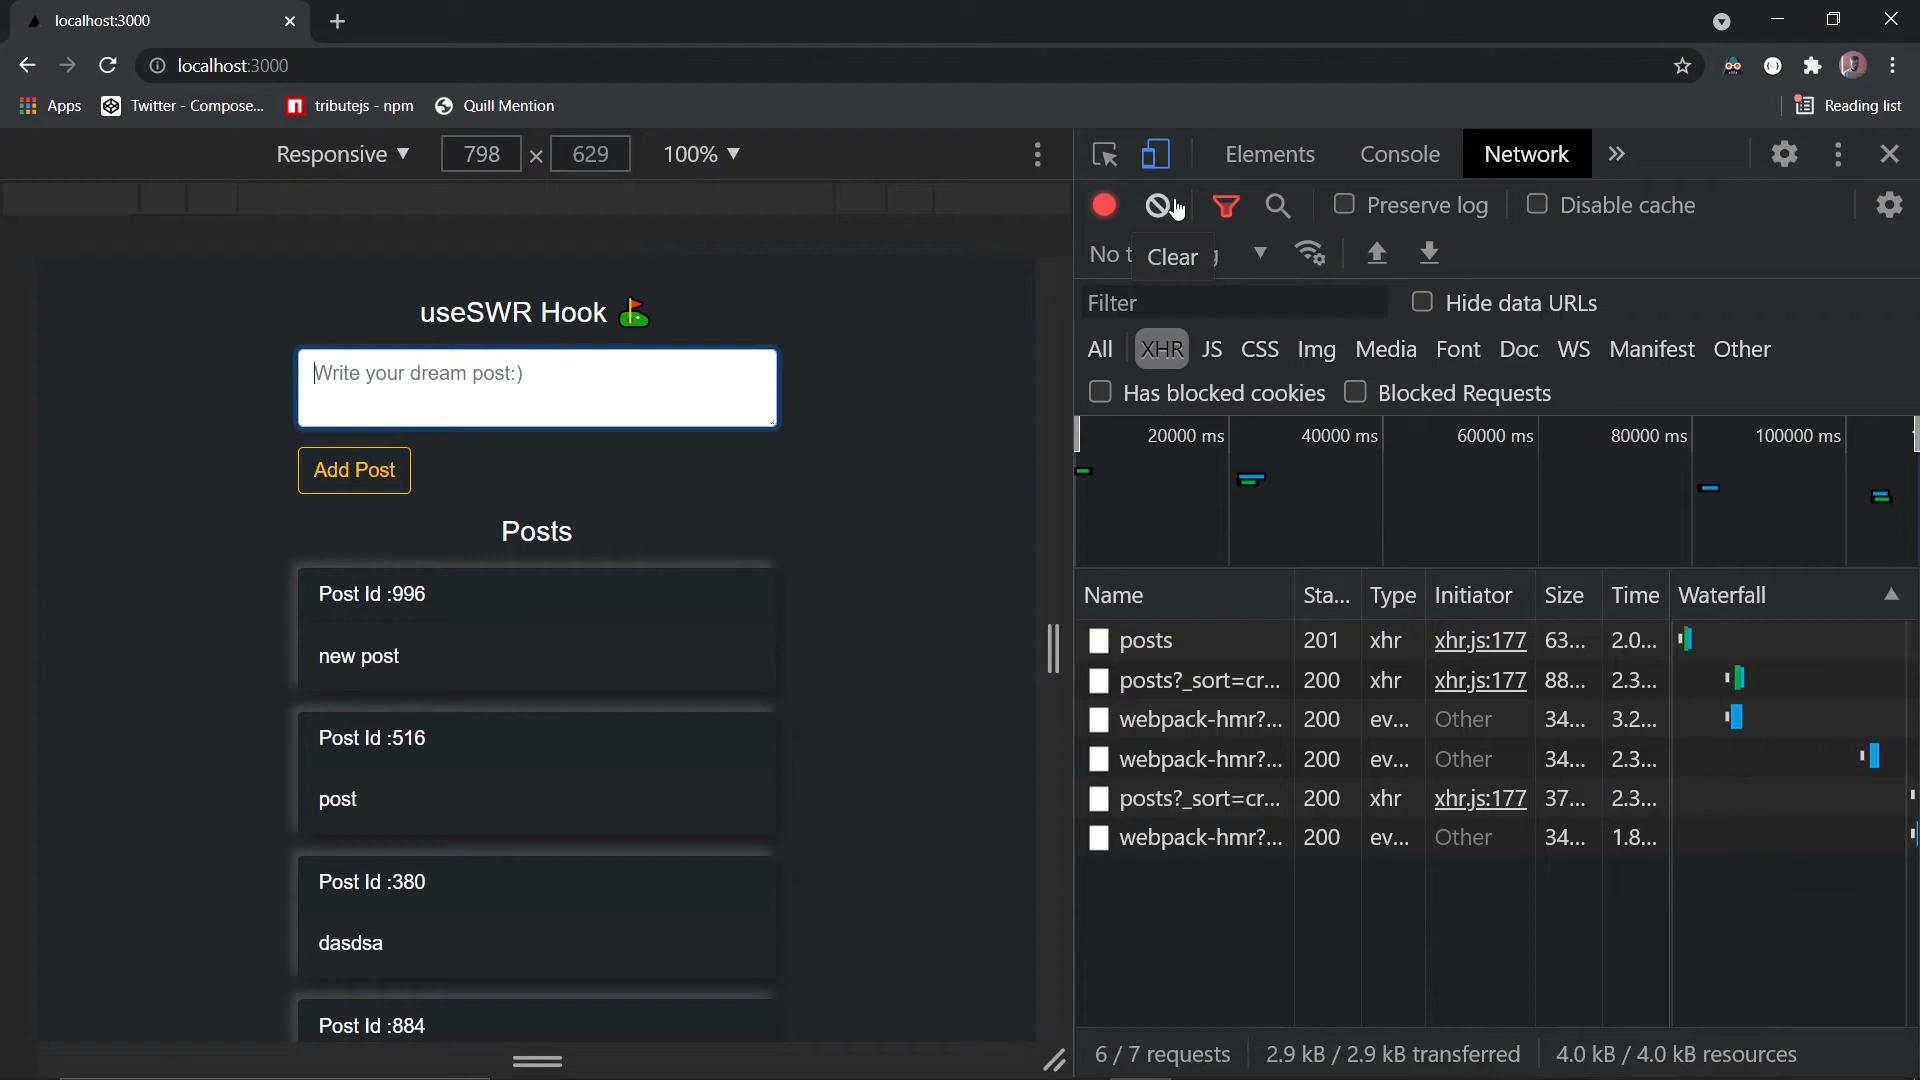 localhost:3000
localhost:3000
Apps Twitter - Compose... tributejs - npm Quill Mention Reading list
Responsive 798 × 629 100%
Elements Console Network
Preserve log Disable cache
No t
Clear
Filter Hide data URLs
All XHR JS CSS Img Media Font Doc WS Manifest Other
Has blocked cookies Blocked Requests
20000 ms 40000 ms 60000 ms 80000 ms 100000 ms
useSWR Hook
Write your dream post:)
Add Post
Posts
Post Id :996
new post
Post Id :516
post
Post Id :380
dasdsa
Post Id :884
Name Sta... Type Initiator Size Time Waterfall
posts 201 xhr xhr.js:177 63... 2.0...
posts?_sort=cr... 200 xhr xhr.js:177 88... 2.3...
webpack-hmr?... 200 ev... Other 34... 3.2...
webpack-hmr?... 200 ev... Other 34... 2.3...
posts?_sort=cr... 200 xhr xhr.js:177 37... 2.3...
webpack-hmr?... 200 ev... Other 34... 1.8...
6 / 7 requests 2.9 kB / 2.9 kB transferred 4.0 kB / 4.0 kB resources